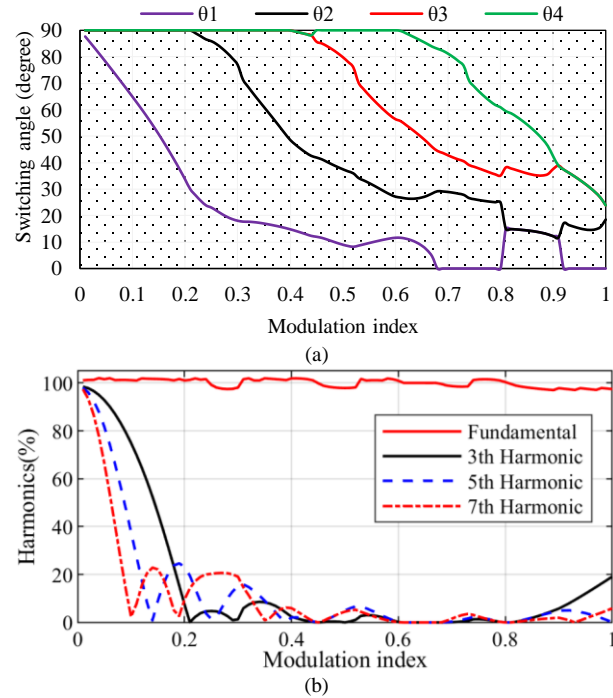 θ1 θ2 θ3 θ4
90
80
70
60
50
40
30
20
10
0
Switching angle (degree)
0 0.1 0.2 0.3 0.4 0.5 0.6 0.7 0.8 0.9 1
Modulation index
(a)
100
80
60
40
20
0
Harmonics(%)
Fundamental
3th Harmonic
5th Harmonic
7th Harmonic
0 0.2 0.4 0.6 0.8 1
Modulation index
(b)